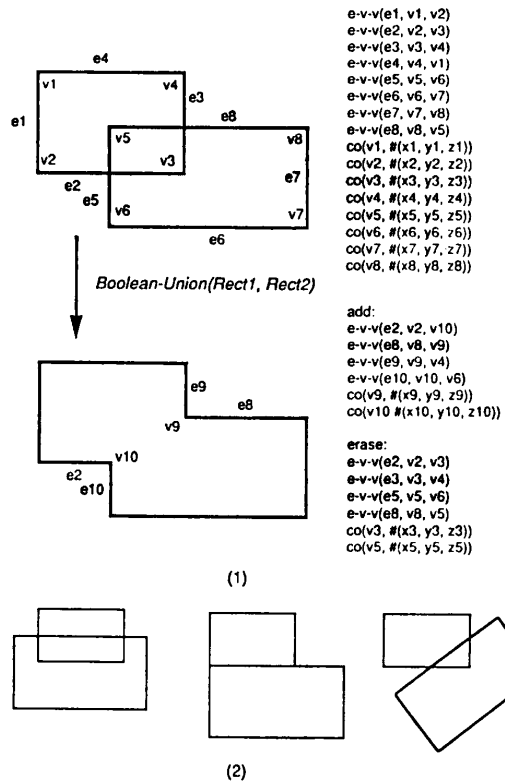 e4
v1 v4
e1
e3
e8
v5 v8
v2 v3
e7
e2
e5
v6 v7
e6
Boolean-Union(Rect1, Rect2)
e9
e8
v9
v10
e2
e10
e-v-v(e1, v1, v2)
e-v-v(e2, v2, v3)
e-v-v(e3, v3, v4)
e-v-v(e4, v4, v1)
e-v-v(e5, v5, v6)
e-v-v(e6, v6, v7)
e-v-v(e7, v7, v8)
e-v-v(e8, v8, v5)
co(v1, #(x1, y1, z1))
co(v2, #(x2, y2, z2))
co(v3, #(x3, y3, z3))
co(v4, #(x4, y4, z4))
co(v5, #(x5, y5, z5))
co(v6, #(x6, y6, z6))
co(v7, #(x7, y7, z7))
co(v8, #(x8, y8, z8))
add:
e-v-v(e2, v2, v10)
e-v-v(e8, v8, v9)
e-v-v(e9, v9, v4)
e-v-v(e10, v10, v6)
co(v9, #(x9, y9, z9))
co(v10 #(x10, y10, z10))
erase:
e-v-v(e2, v2, v3)
e-v-v(e3, v3, v4)
e-v-v(e5, v5, v6)
e-v-v(e8, v8, v5)
co(v3, #(x3, y3, z3))
co(v5, #(x5, y5, z5))
(1)
(2)